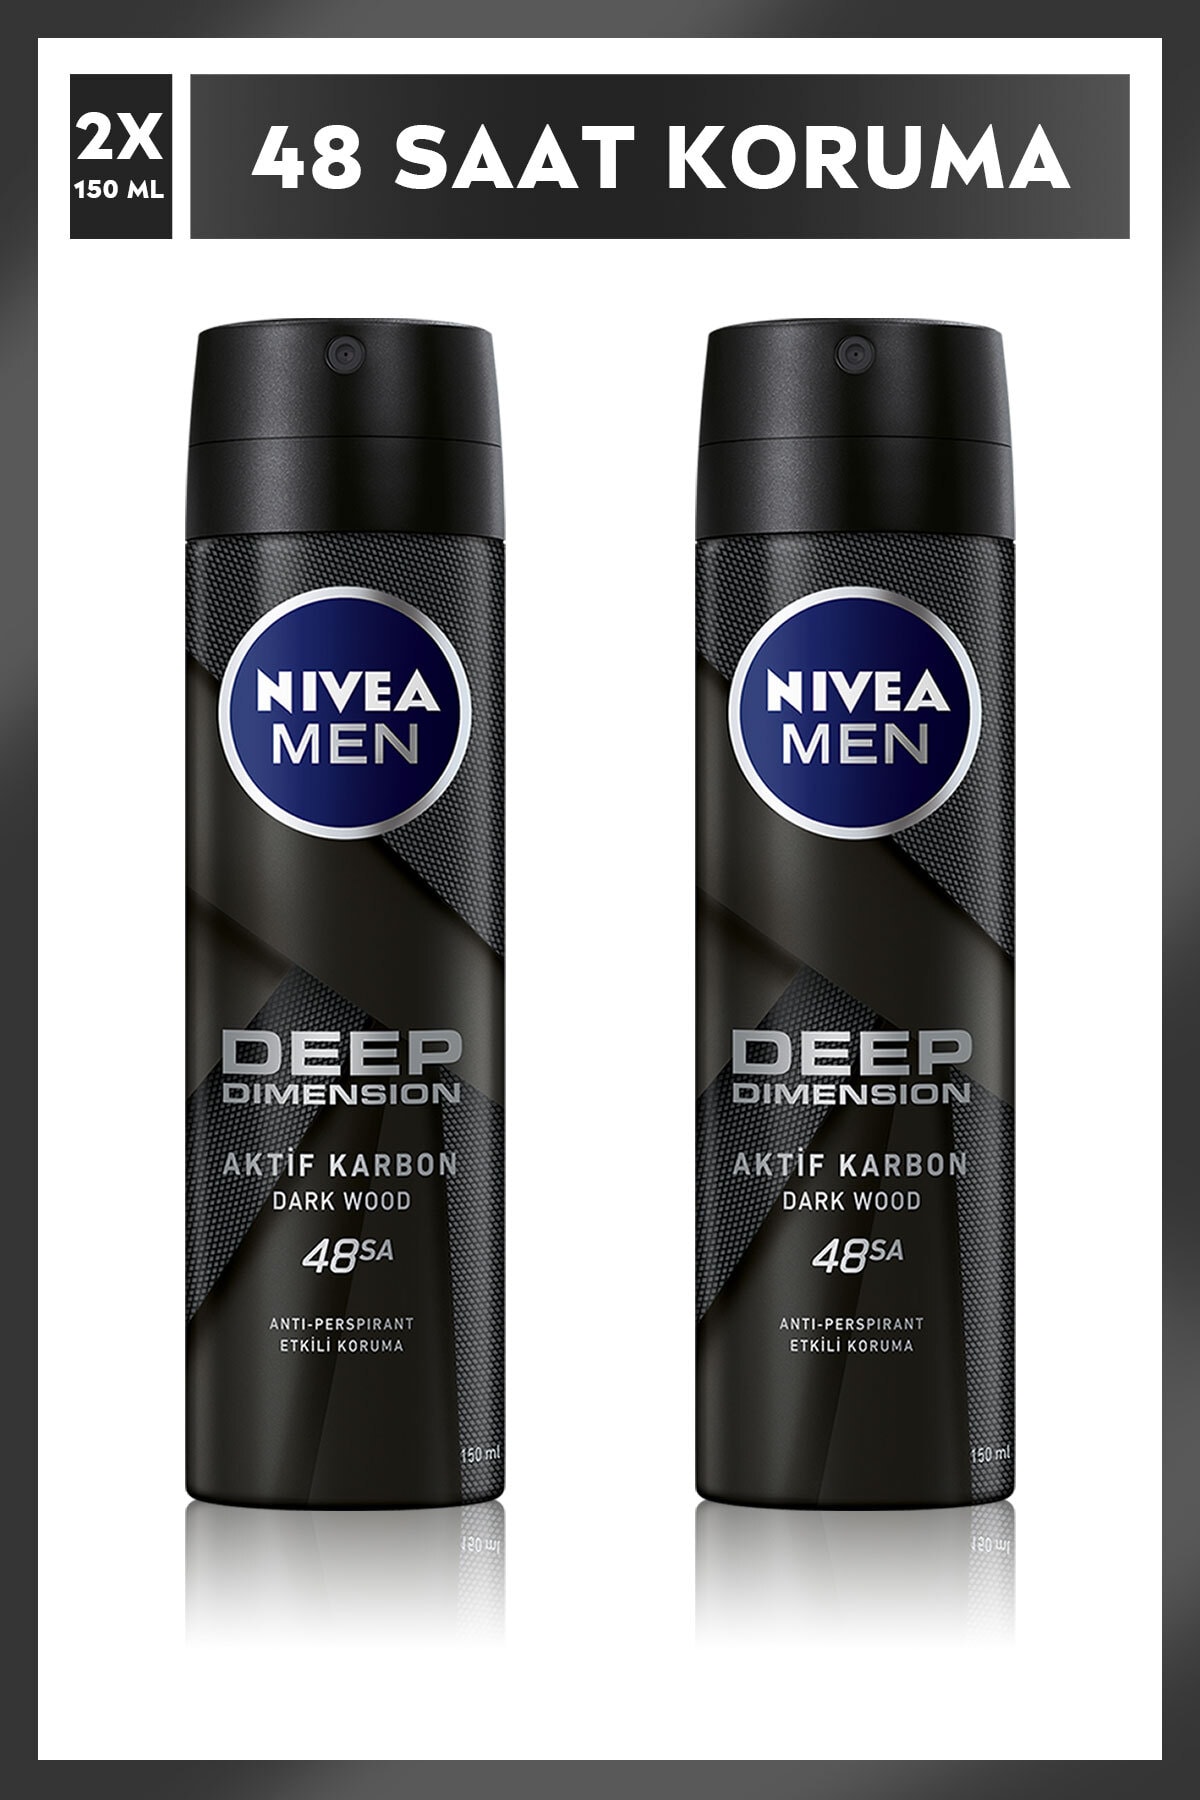 2X
150 ML
48 SAAT KORUMA
NIVEA
MEN
DEEP
DIMENSION
AKTİF KARBON
DARK WOOD
48SA
ANTI-PERSPIRANT
ETKİLİ KORUMA
150 ml
NIVEA
MEN
DEEP
DIMENSION
AKTİF KARBON
DARK WOOD
48SA
ANTI-PERSPIRANT
ETKİLİ KORUMA
150 ml